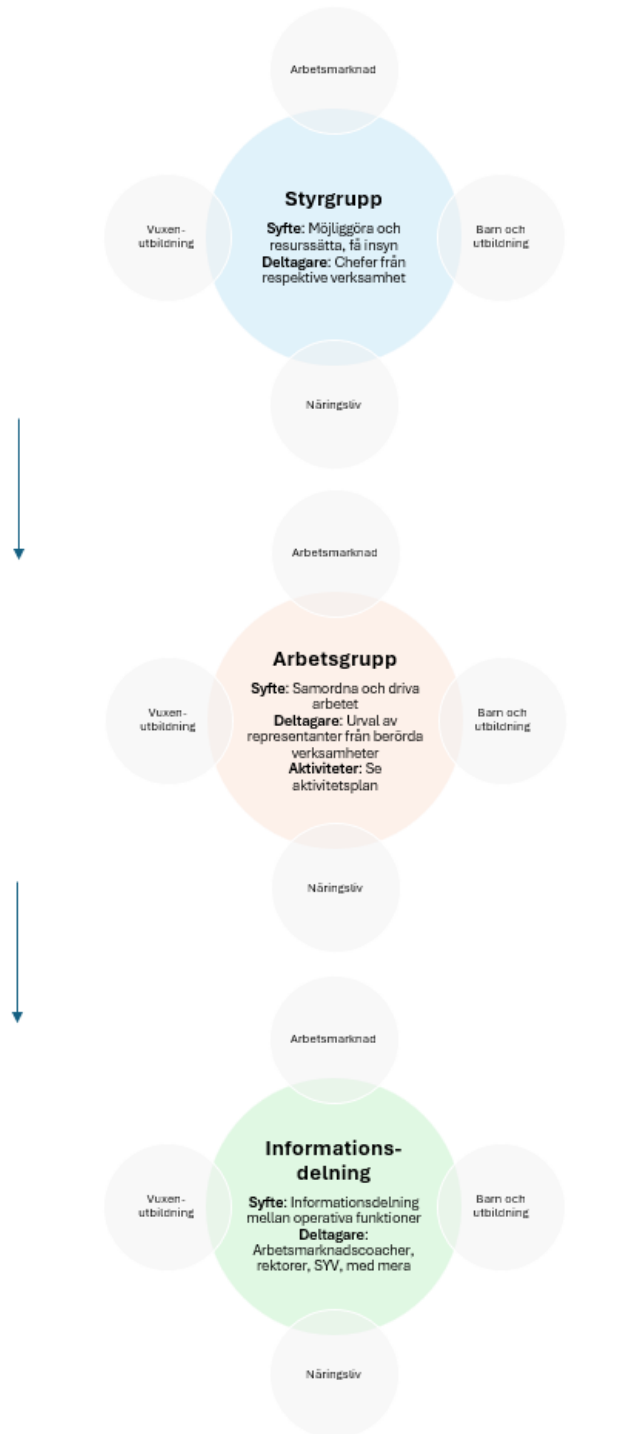 Arbetsmarknad
Styrgrupp
Syfte: Möjliggöra och
resurssätta, få insyn
Deltagare: Chefer från
respektive verksamhet
Vuxen-
utbildning
Barn och
utbildning
Näringsliv
Arbetsmarknad
Arbetsgrupp
Syfte: Samordna och driva
arbetet
Deltagare: Urval av
representanter från berörda
verksamheter
Aktiviteter: Se
aktivitetsplan
Vuxen-
utbildning
Barn och
utbildning
Näringsliv
Arbetsmarknad
Informations-
delning
Syfte: Informationsdelning
mellan operativa funktioner
Deltagare:
Arbetsmarknadscoacher,
rektorer, SYV, med mera
Vuxen-
utbildning
Barn och
utbildning
Näringsliv